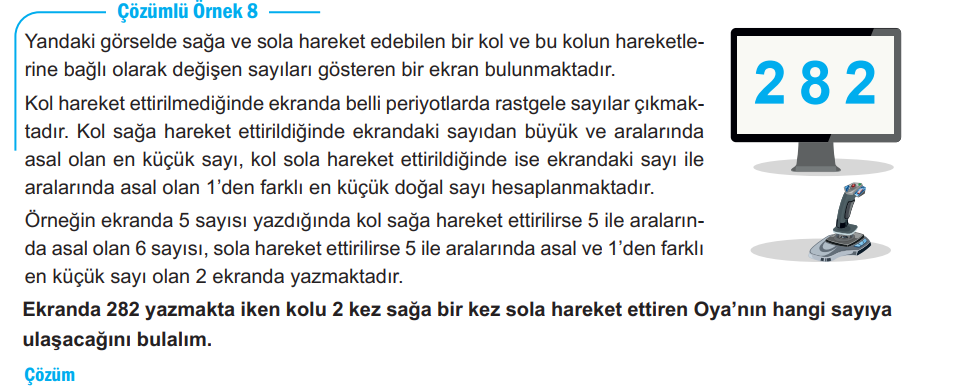 Çözümlü Örnek 8
Yandaki görselde sağa ve sola hareket edebilen bir kol ve bu kolun hareketle-
rine bağlı olarak değişen sayıları gösteren bir ekran bulunmaktadır.
Kol hareket ettirilmediğinde ekranda belli periyotlarda rastgele sayılar çıkmak-
tadır. Kol sağa hareket ettirildiğinde ekrandaki sayıdan büyük ve aralarında
asal olan en küçük sayı, kol sola hareket ettirildiğinde ise ekrandaki sayı ile
aralarında asal olan 1’den farklı en küçük doğal sayı hesaplanmaktadır.
Örneğin ekranda 5 sayısı yazdığında kol sağa hareket ettirilirse 5 ile araların-
da asal olan 6 sayısı, sola hareket ettirilirse 5 ile aralarında asal ve 1’den farklı
en küçük sayı olan 2 ekranda yazmaktadır.
282
Ekranda 282 yazmakta iken kolu 2 kez sağa bir kez sola hareket ettiren Oya’nın hangi sayıya
ulaşacağını bulalım.
Çözüm